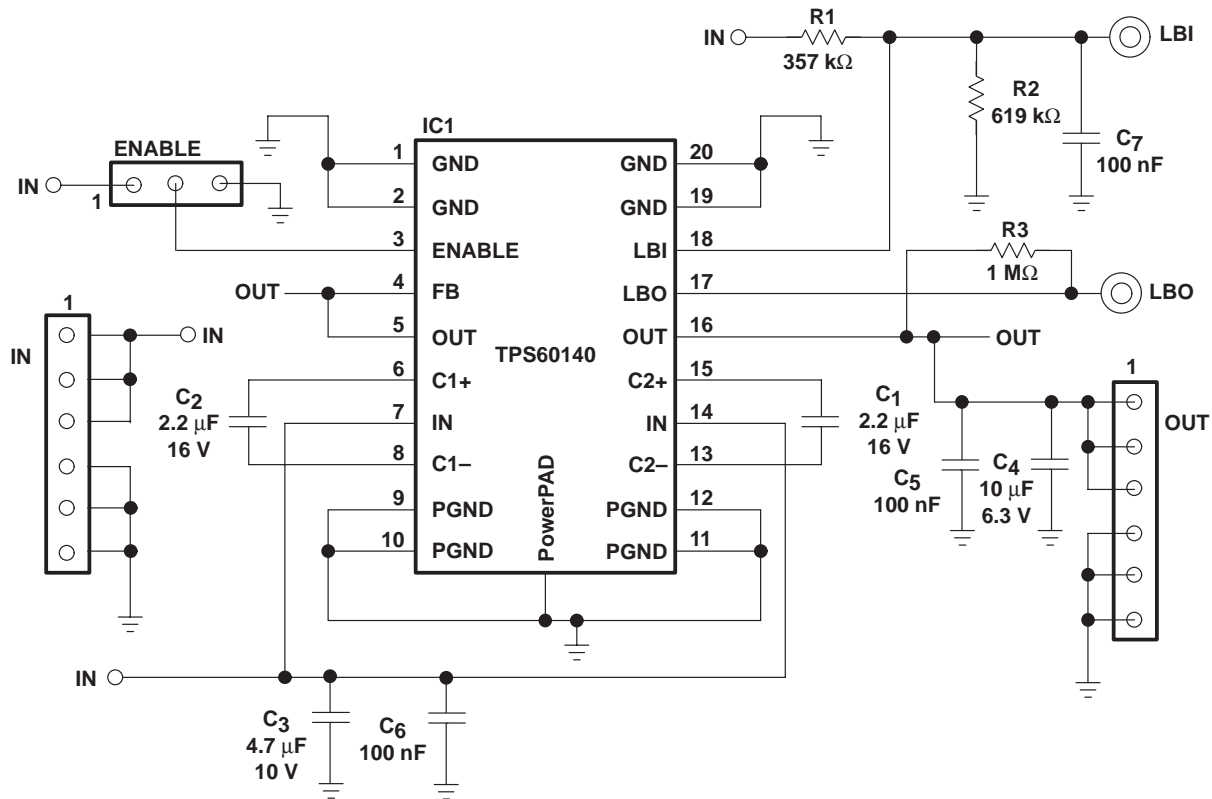 IN
R1
357 kΩ
LBI
R2
619 kΩ
C7
100 nF
ENABLE
IN
1
IC1
TPS60140
PowerPAD
1
GND
2
GND
3
ENABLE
OUT
4
FB
5
OUT
6
C1+
7
IN
8
C1–
9
PGND
10
PGND
20
GND
19
GND
18
LBI
17
LBO
16
OUT
15
C2+
14
IN
13
C2–
12
PGND
11
PGND
R3
1 MΩ
LBO
OUT
1
IN
IN
C2
2.2 μF
16 V
C1
2.2 μF
16 V
C5
100 nF
C4
10 μF
6.3 V
1
OUT
IN
C3
4.7 μF
10 V
C6
100 nF